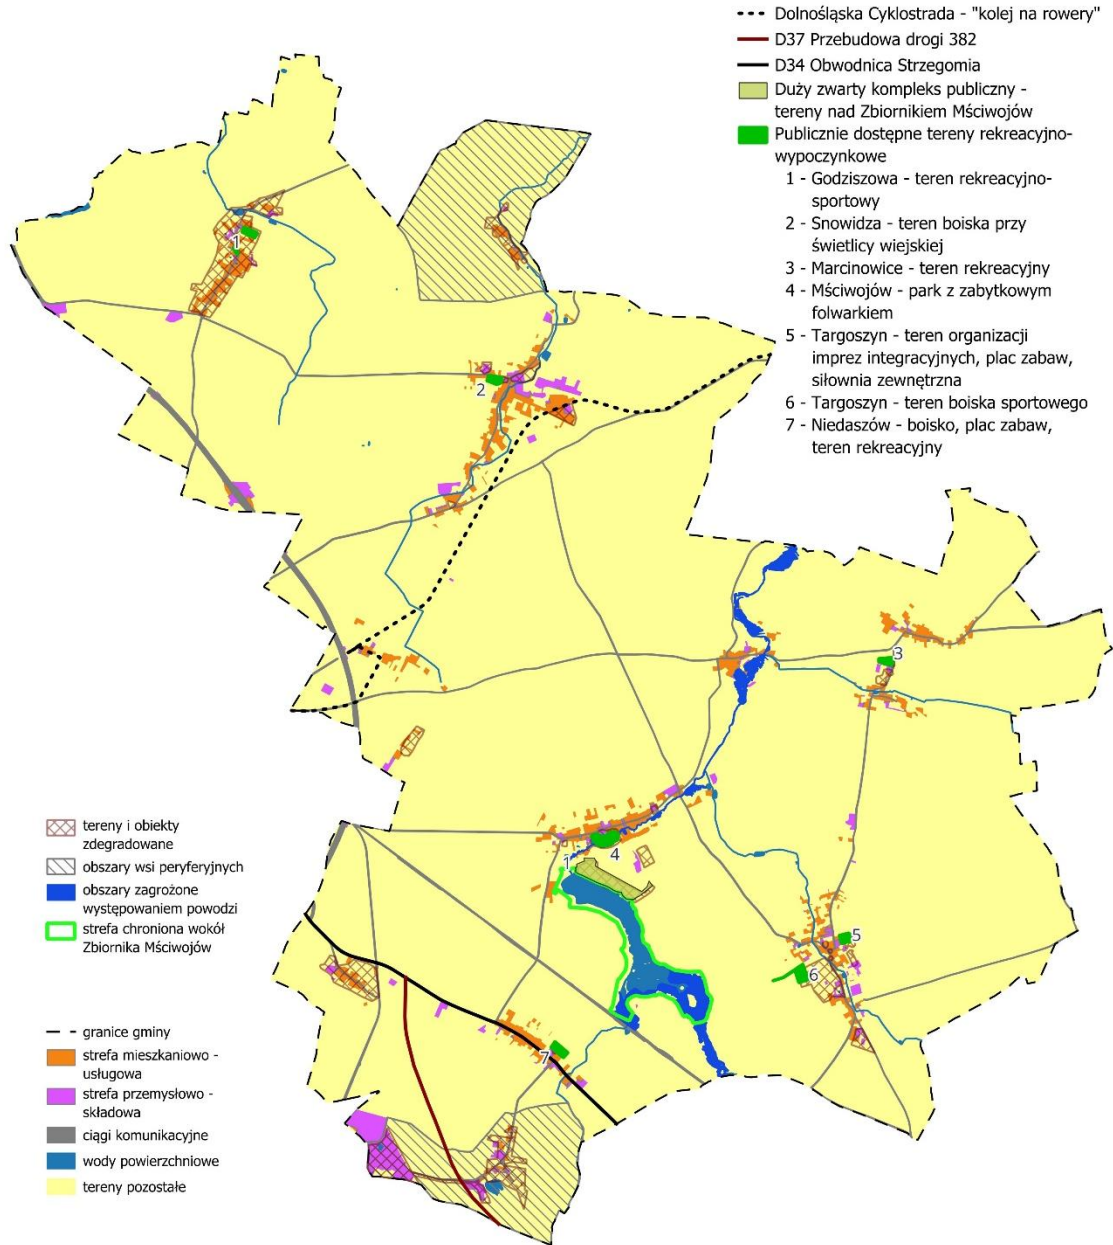 Dolnośląska Cyklostrada - "kolej na rowery"
D37 Przebudowa drogi 382
D34 Obwodnica Strzegomia
Duży zwarty kompleks publiczny -
tereny nad Zbiornikiem Mściwojów
Publicznie dostępne tereny rekreacyjno-
wypoczynkowe
1 - Godziszowa - teren rekreacyjno-
sportowy
2 - Snowidza - teren boiska przy
świetlicy wiejskiej
3 - Marcinowice - teren rekreacyjny
4 - Mściwojów - park z zabytkowym
folwarkiem
5 - Targoszyn - teren organizacji
imprez integracyjnych, plac zabaw,
siłownia zewnętrzna
6 - Targoszyn - teren boiska sportowego
7 - Niedaszów - boisko, plac zabaw,
teren rekreacyjny
1
2
3
4
1
5
6
7
tereny i obiekty
zdegradowane
obszary wsi peryferyjnych
obszary zagrożone
występowaniem powodzi
strefa chroniona wokół
Zbiornika Mściwojów
granice gminy
strefa mieszkaniowo -
usługowa
strefa przemysłowo -
składowa
ciągi komunikacyjne
wody powierzchniowe
tereny pozostałe